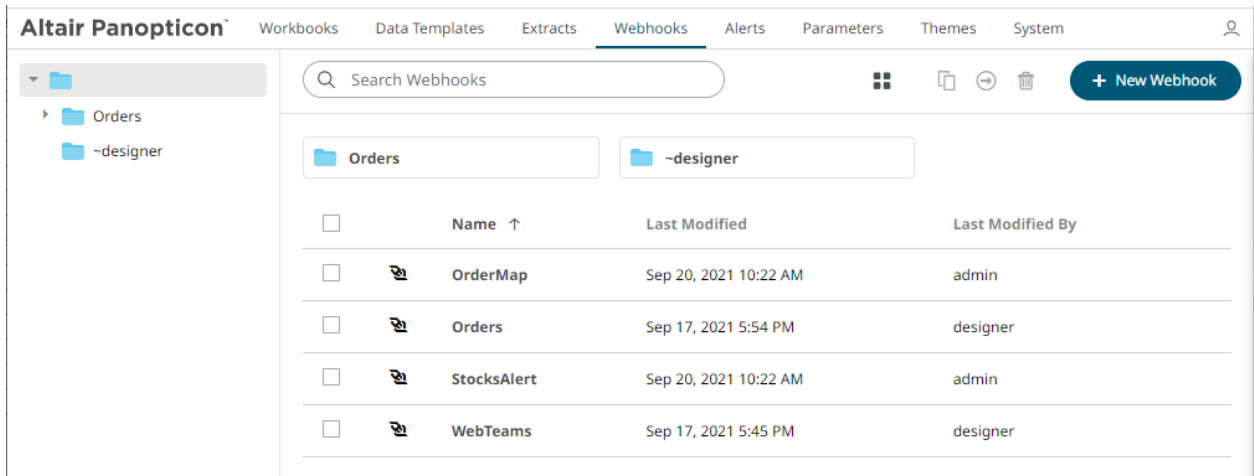 Altair Panopticon™ Workbooks Data Templates Extracts Webhooks Alerts Parameters Themes System
Search Webhooks + New Webhook
Orders
~designer
Orders ~designer
Name ↑ Last Modified Last Modified By
OrderMap Sep 20, 2021 10:22 AM admin
Orders Sep 17, 2021 5:54 PM designer
StocksAlert Sep 20, 2021 10:22 AM admin
WebTeams Sep 17, 2021 5:45 PM designer